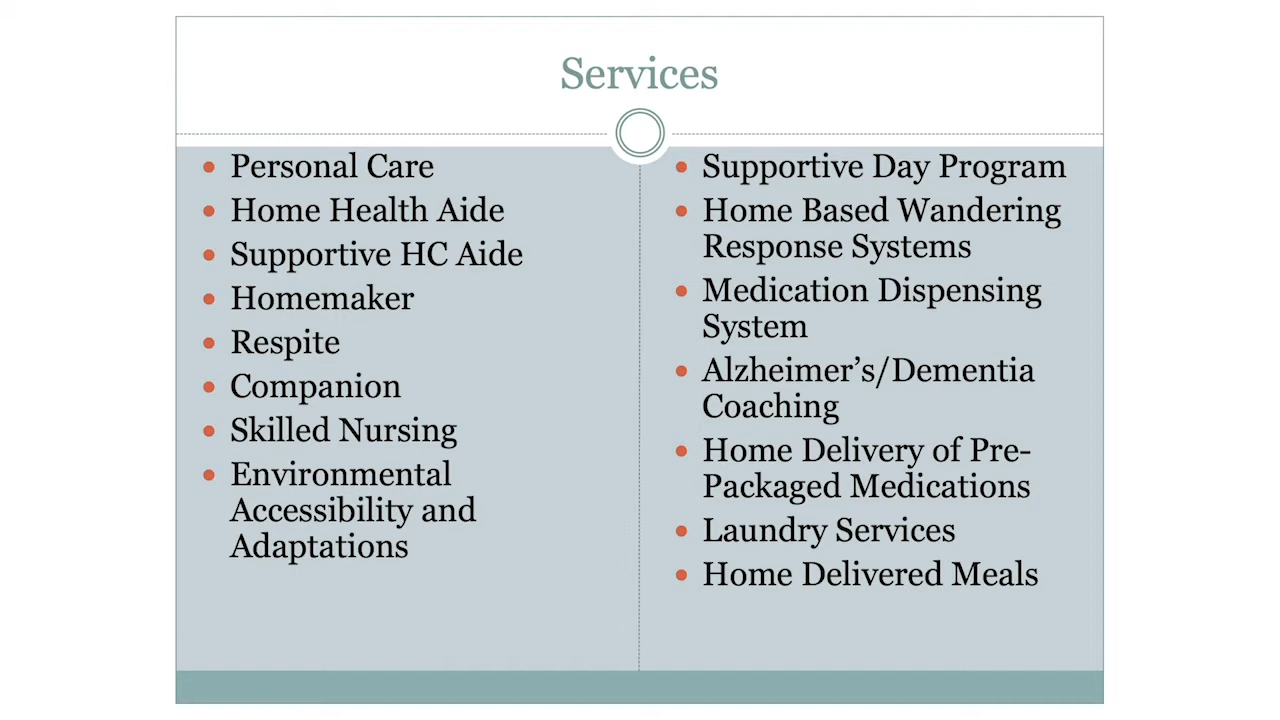 Services
Personal Care
Home Health Aide
Supportive HC Aide
Homemaker
Respite
Companion
Skilled Nursing
Environmental
Accessibility and
Adaptations
Supportive Day Program
Home Based Wandering
Response Systems
Medication Dispensing
System
Alzheimer’s/Dementia
Coaching
Home Delivery of Pre-
Packaged Medications
Laundry Services
Home Delivered Meals